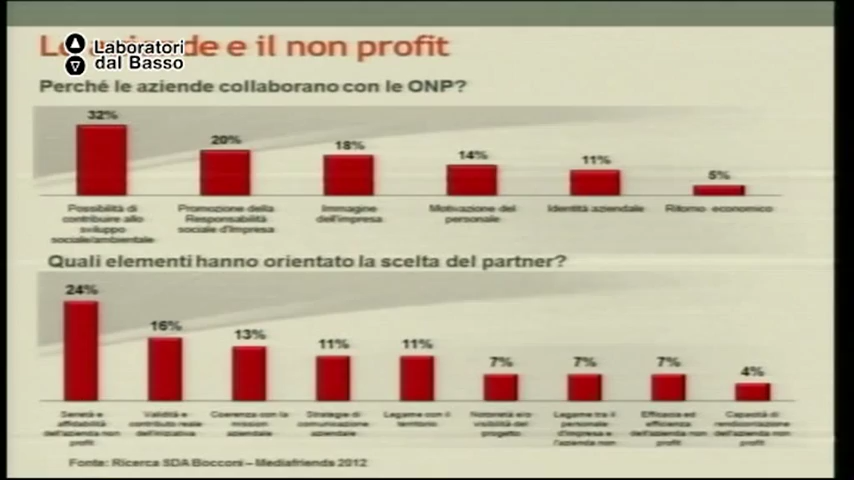 Le aziende e il non profit
Laboratori
dal Basso
Perché le aziende collaborano con le ONP?
32%
20%
18%
14%
11%
5%
Possibilità di
contribuire allo
sviluppo
sociale/ambientale
Promozione della
Responsabilità
sociale d'Impresa
Immagine
dell'impresa
Motivazione del
personale
Identità aziendale
Ritorno economico
Quali elementi hanno orientato la scelta del partner?
24%
16%
13%
11%
11%
7%
7%
7%
4%
Serietà e
affidabilità
dell'azienda non
profit
Validità e
contributo reale
dell'iniziativa
Coerenza con la
mission
aziendale
Strategie di
comunicazione
aziendale
Legame con il
territorio
Notorietà e/o
visibilità del
progetto
Legame tra il
personale
d'impresa e
l'azienda non
Efficacia ed
efficienza
dell'azienda non
profit
Capacità di
rendicontazione
dell'azienda non
profit
Fonte: Ricerca SDA Bocconi – Mediafriends 2012